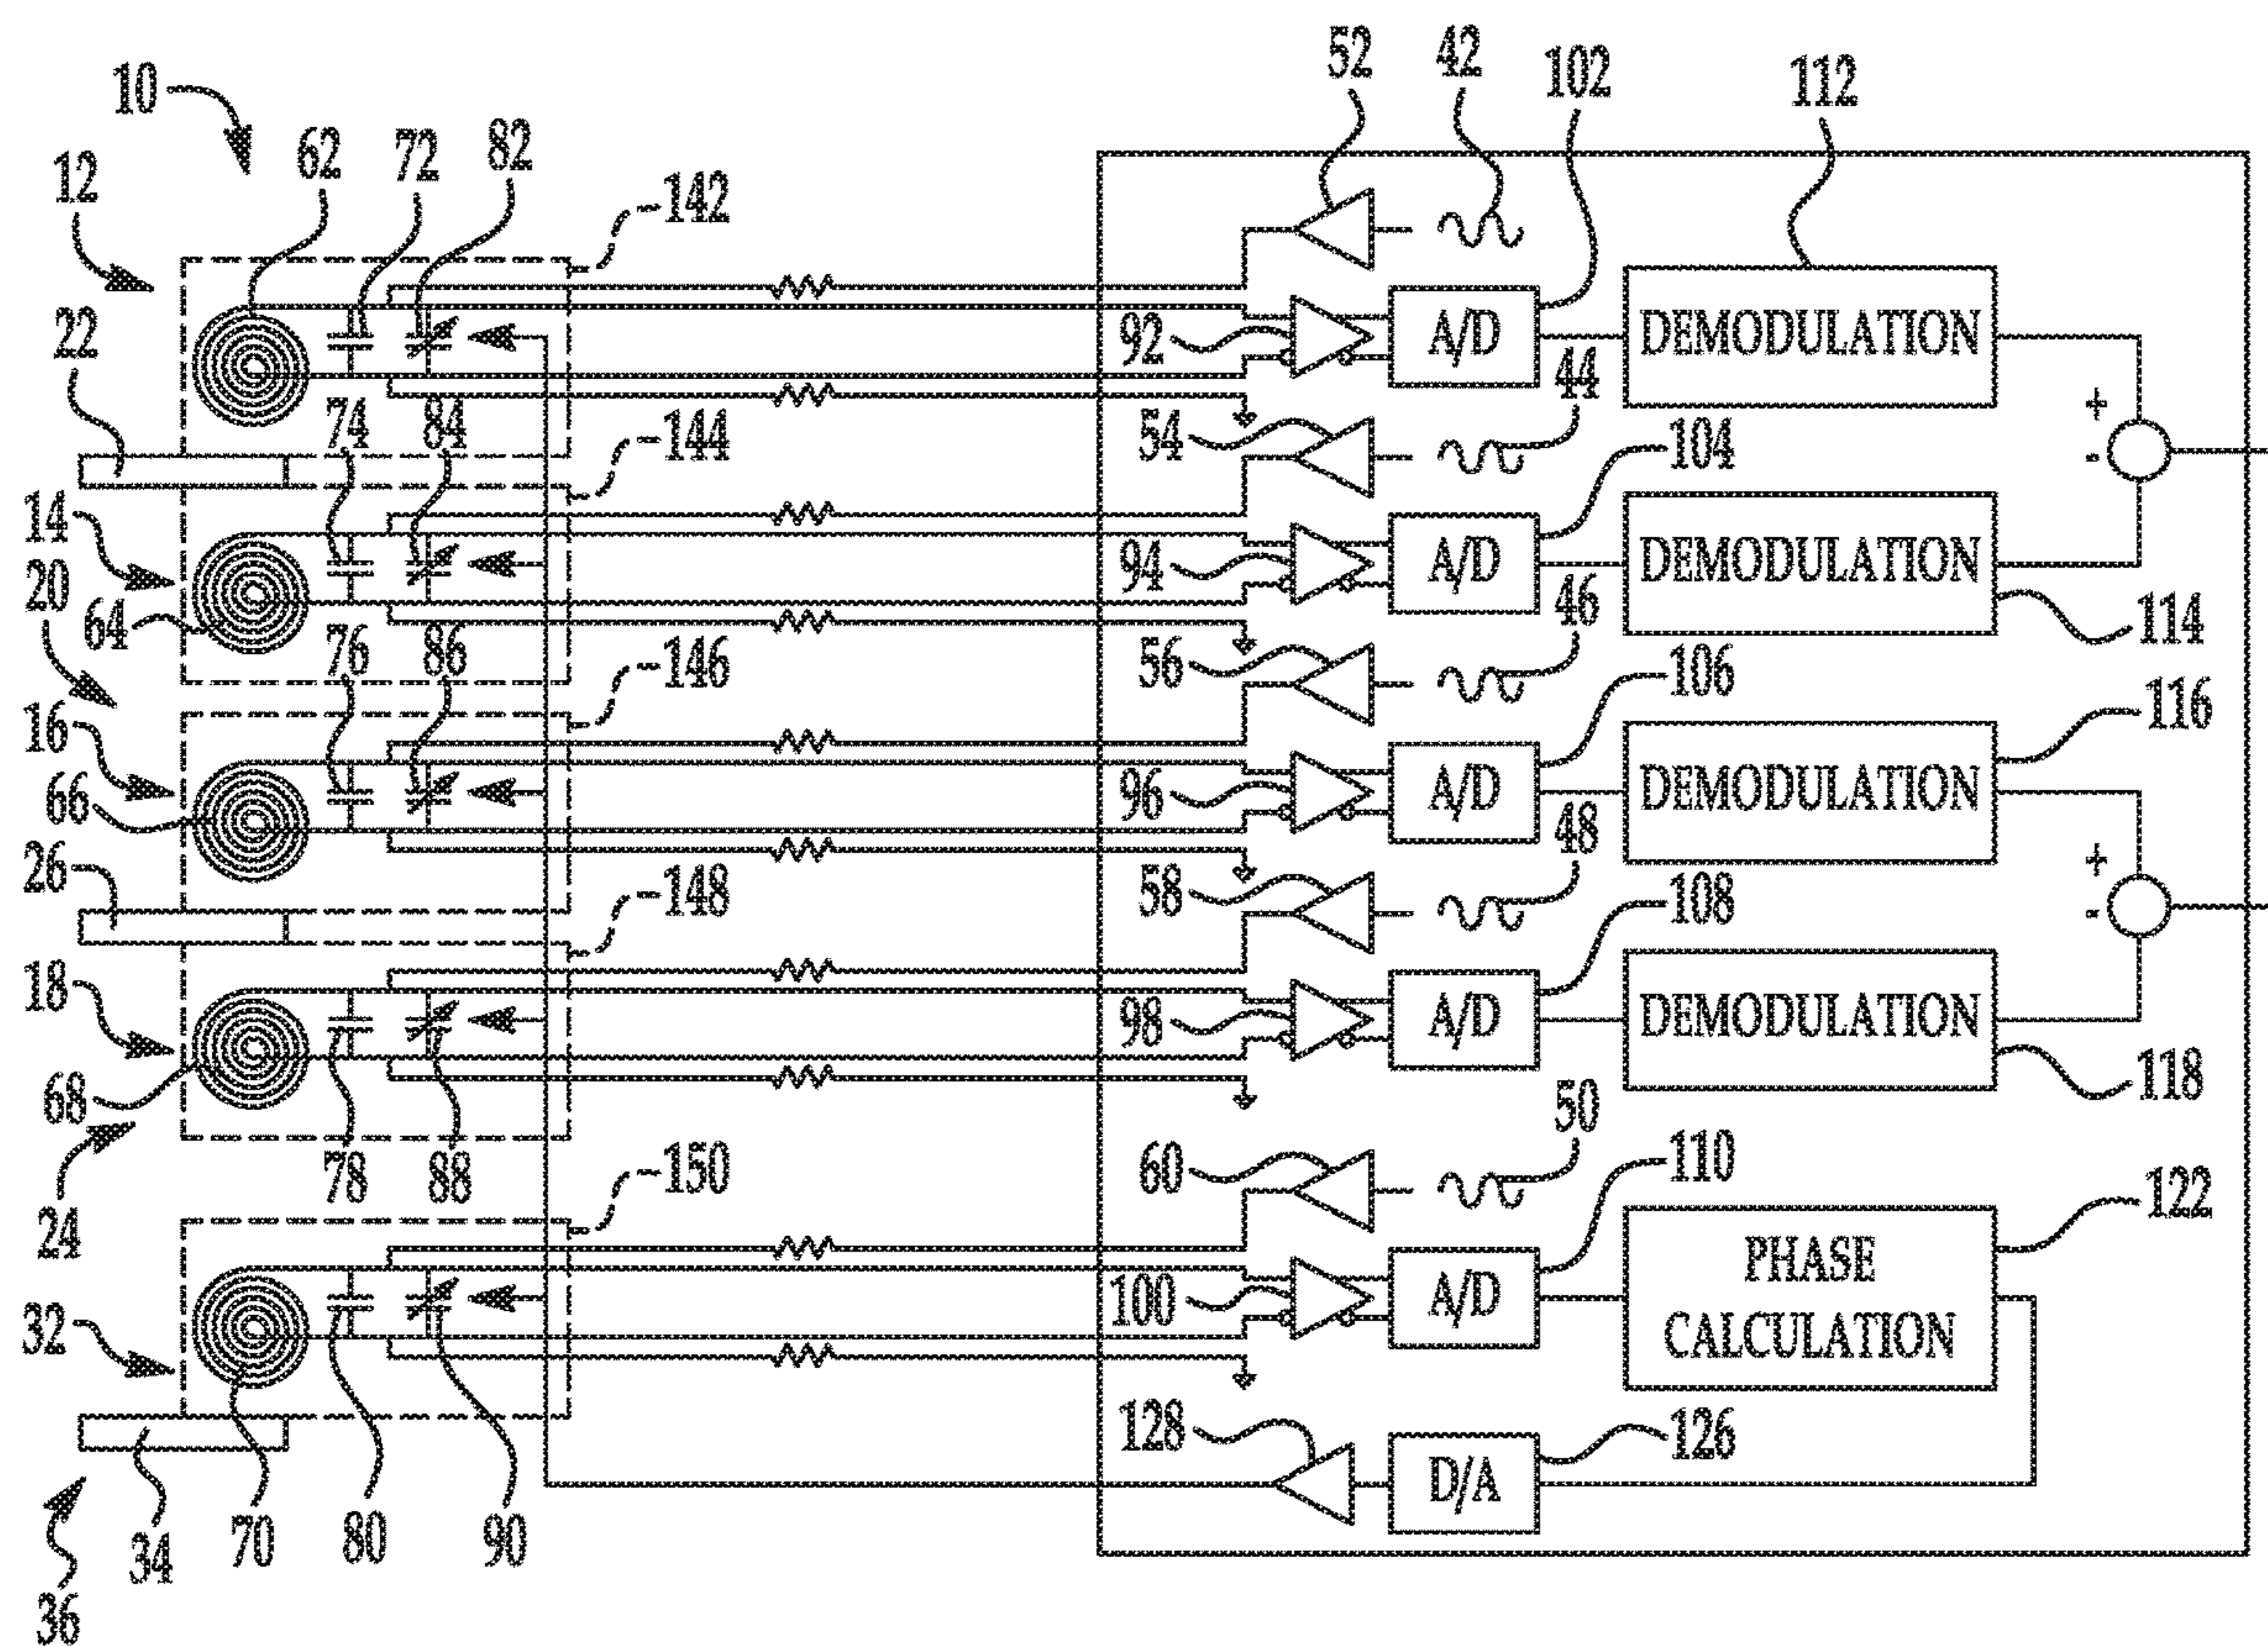 52 42 102 112
10
12 62 72 82
142
22
92 A/D DEMODULATION
44
+
74 84 144 54 104
-
14
20
94 A/D DEMODULATION
46
64 114
76 86 146 56 106 116
16
66 96 A/D DEMODULATION
48
+
26 148 58 108
-
18 98 A/D DEMODULATION
68 118
50
78 88 150 60 110 122
24
32 100 A/D PHASE
CALCULATION
128 126
D/A
34 70 80 90
36